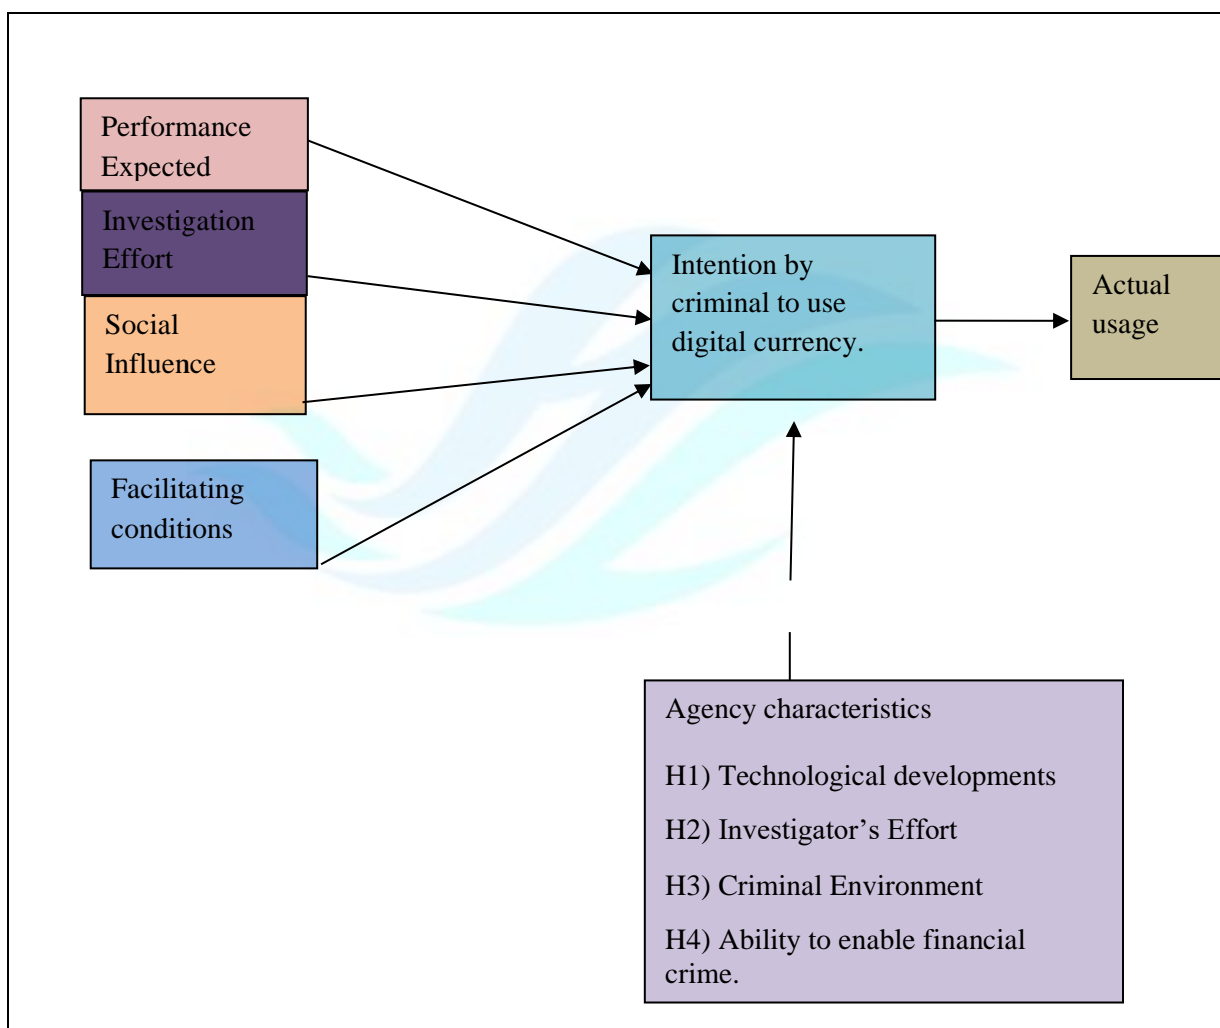 Performance
Expected
Investigation
Effort
Social
Influence
Facilitating
conditions
Intention by
criminal to use
digital currency.
Actual
usage
Agency characteristics
H1) Technological developments
H2) Investigator’s Effort
H3) Criminal Environment
H4) Ability to enable financial
crime.